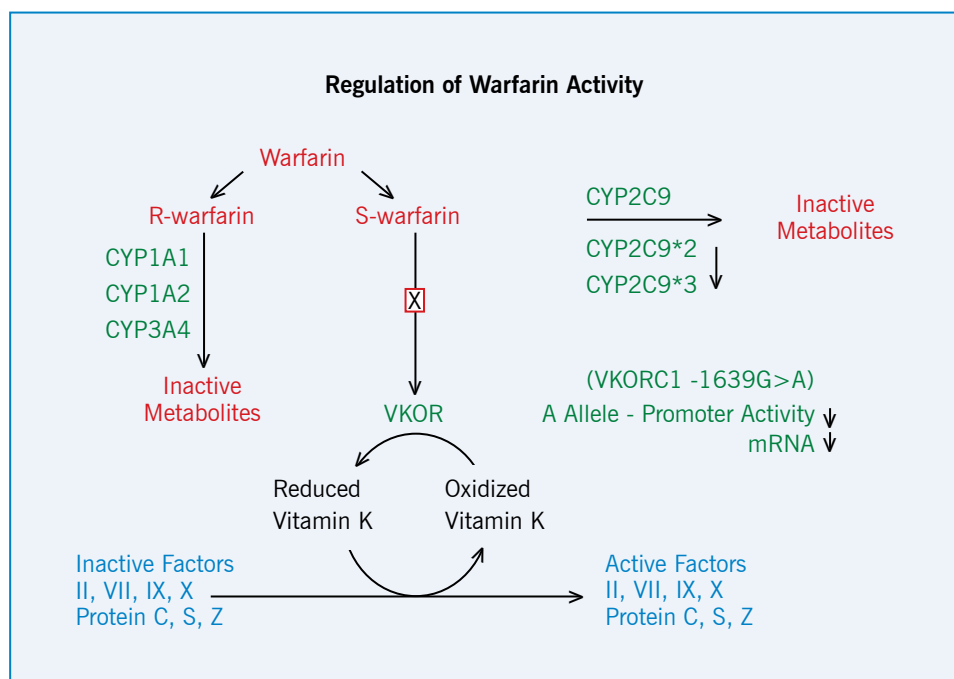 Regulation of Warfarin Activity
Warfarin
R-warfarin
S-warfarin
CYP1A1
CYP1A2
CYP3A4
Inactive
Metabolites
X
VKOR
CYP2C9
CYP2C9*2
CYP2C9*3
Inactive
Metabolites
(VKORC1 -1639G>A)
A Allele - Promoter Activity
mRNA
Reduced
Vitamin K
Oxidized
Vitamin K
Inactive Factors
II, VII, IX, X
Protein C, S, Z
Active Factors
II, VII, IX, X
Protein C, S, Z